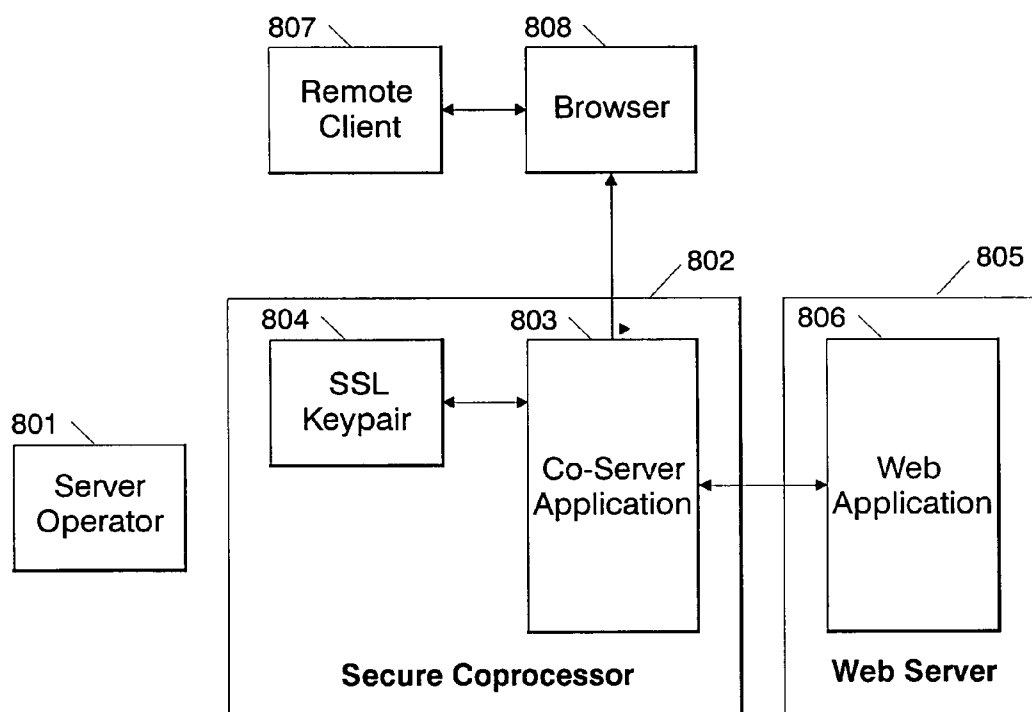 807
808
Remote
Client
Browser
802
805
804
803
806
SSL
Keypair
801
Server
Operator
Co-Server
Application
Web
Application
Secure Coprocessor
Web Server